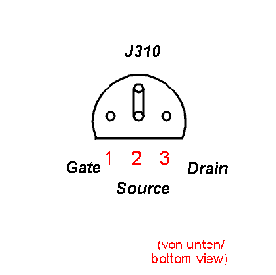 J310
1 2 3
Gate Drain
Source
(von unten/
bottom view)